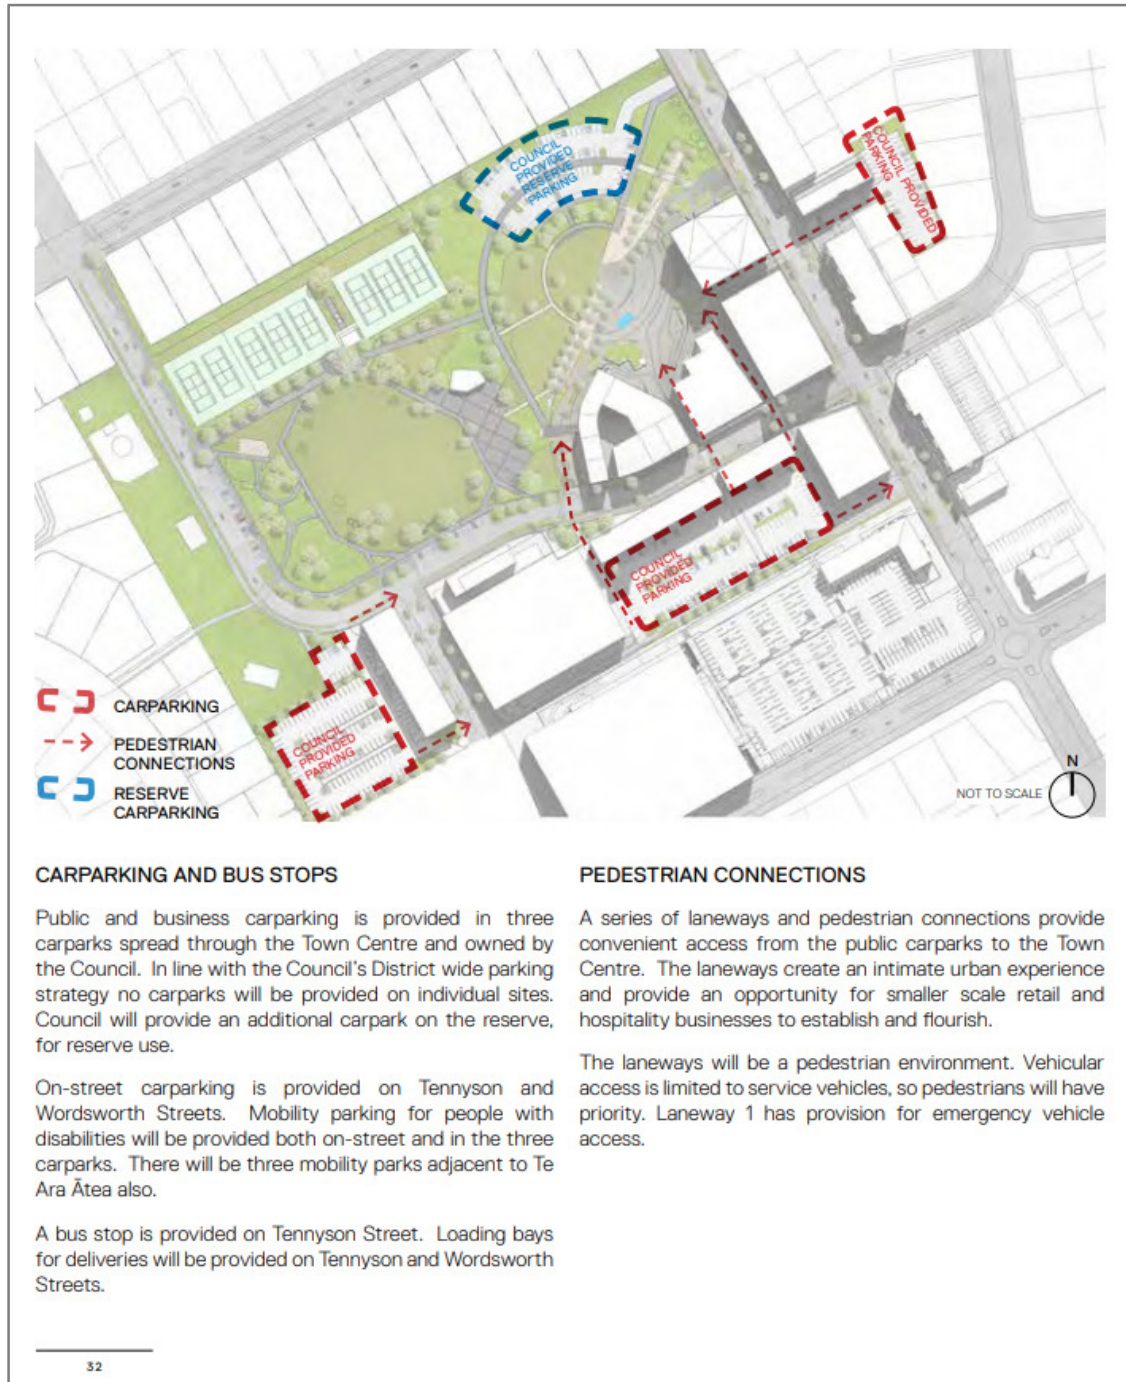 COUNCIL
PROVIDED
RESERVE
PARKING
COUNCIL PROVIDED
PARKING
COUNCIL
PROVIDED
PARKING
COUNCIL
PROVIDED
PARKING
CARPARKING
PEDESTRIAN
CONNECTIONS
RESERVE
CARPARKING
N
NOT TO SCALE
CARPARKING AND BUS STOPS
Public and business carparking is provided in three
carparks spread through the Town Centre and owned by
the Council. In line with the Council's District wide parking
strategy no carparks will be provided on individual sites.
Council will provide an additional carpark on the reserve,
for reserve use.
On-street carparking is provided on Tennyson and
Wordsworth Streets. Mobility parking for people with
disabilities will be provided both on-street and in the three
carparks. There will be three mobility parks adjacent to Te
Ara Ātea also.
A bus stop is provided on Tennyson Street. Loading bays
for deliveries will be provided on Tennyson and Wordsworth
Streets.
PEDESTRIAN CONNECTIONS
A series of laneways and pedestrian connections provide
convenient access from the public carparks to the Town
Centre. The laneways create an intimate urban experience
and provide an opportunity for smaller scale retail and
hospitality businesses to establish and flourish.
The laneways will be a pedestrian environment. Vehicular
access is limited to service vehicles, so pedestrians will have
priority. Laneway 1 has provision for emergency vehicle
access.
32